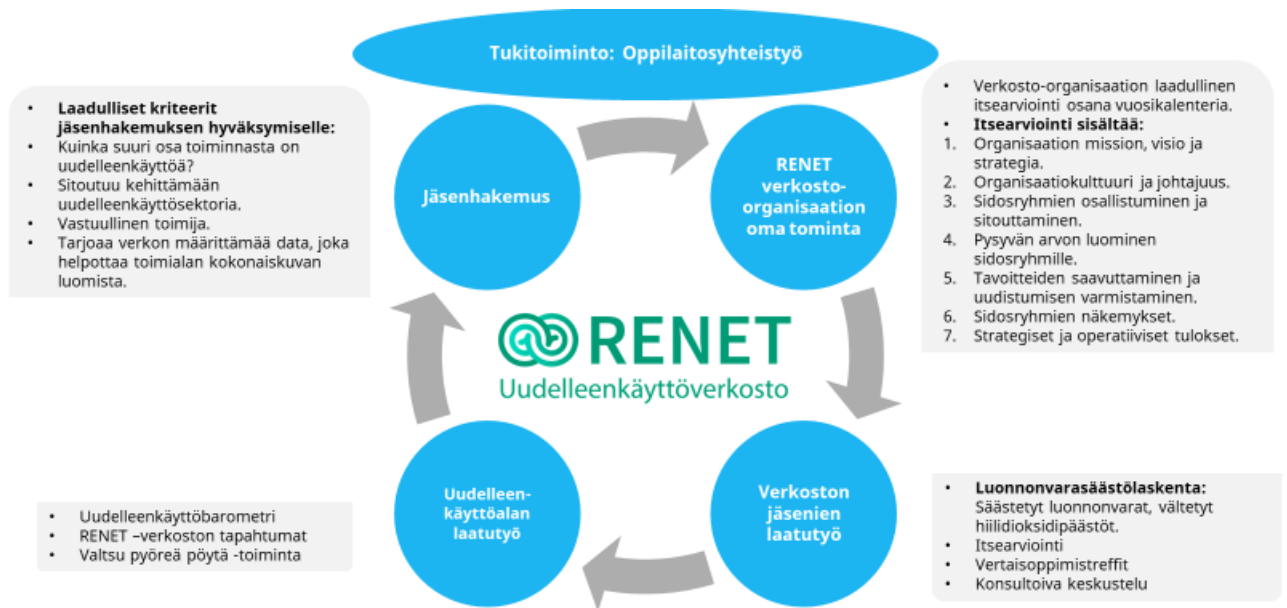 Tukitoiminto: Oppilaitosyhteistyö
• Laadulliset kriteerit
jäsenhakemuksen hyväksymiselle:
• Kuinka suuri osa toiminnasta on
uudelleenkäyttöä?
• Sitoutuu kehittämään
uudelleenkäyttösektoria.
• Vastuullinen toimija.
• Tarjoaa verkon määrittämää data, joka
helpottaa toimialan kokonaiskuvan
luomista.
Jäsenhakemus
RENET
verkosto-
organisaation
oma tominta
• Verkosto-organisaation laadullinen
itsearviointi osana vuosikalenteria.
• Itsearviointi sisältää:
1. Organisaation mission, visio ja
strategia.
2. Organisaatiokulttuuri ja johtajuus.
3. Sidosryhmien osallistuminen ja
sitouttaminen.
4. Pysyvän arvon luominen
sidosryhmille.
5. Tavoitteiden saavuttaminen ja
uudistumisen varmistaminen.
6. Sidosryhmien näkemykset.
7. Strategiset ja operatiiviset tulokset.
RENET
Uudelleenkäyttöverkosto
• Uudelleenkäyttöbarometri
• RENET –verkoston tapahtumat
• Valtsu pyöreä pöytä -toiminta
Uudelleen-
käyttöalan
laatutyö
Verkoston
jäsenien
laatutyö
• Luonnonvarasäästölaskenta:
Säästetyt luonnonvarat, vältetyt
hiilidioksidipäästöt.
• Itsearviointi
• Vertaisoppimistreffit
• Konsultoiva keskustelu